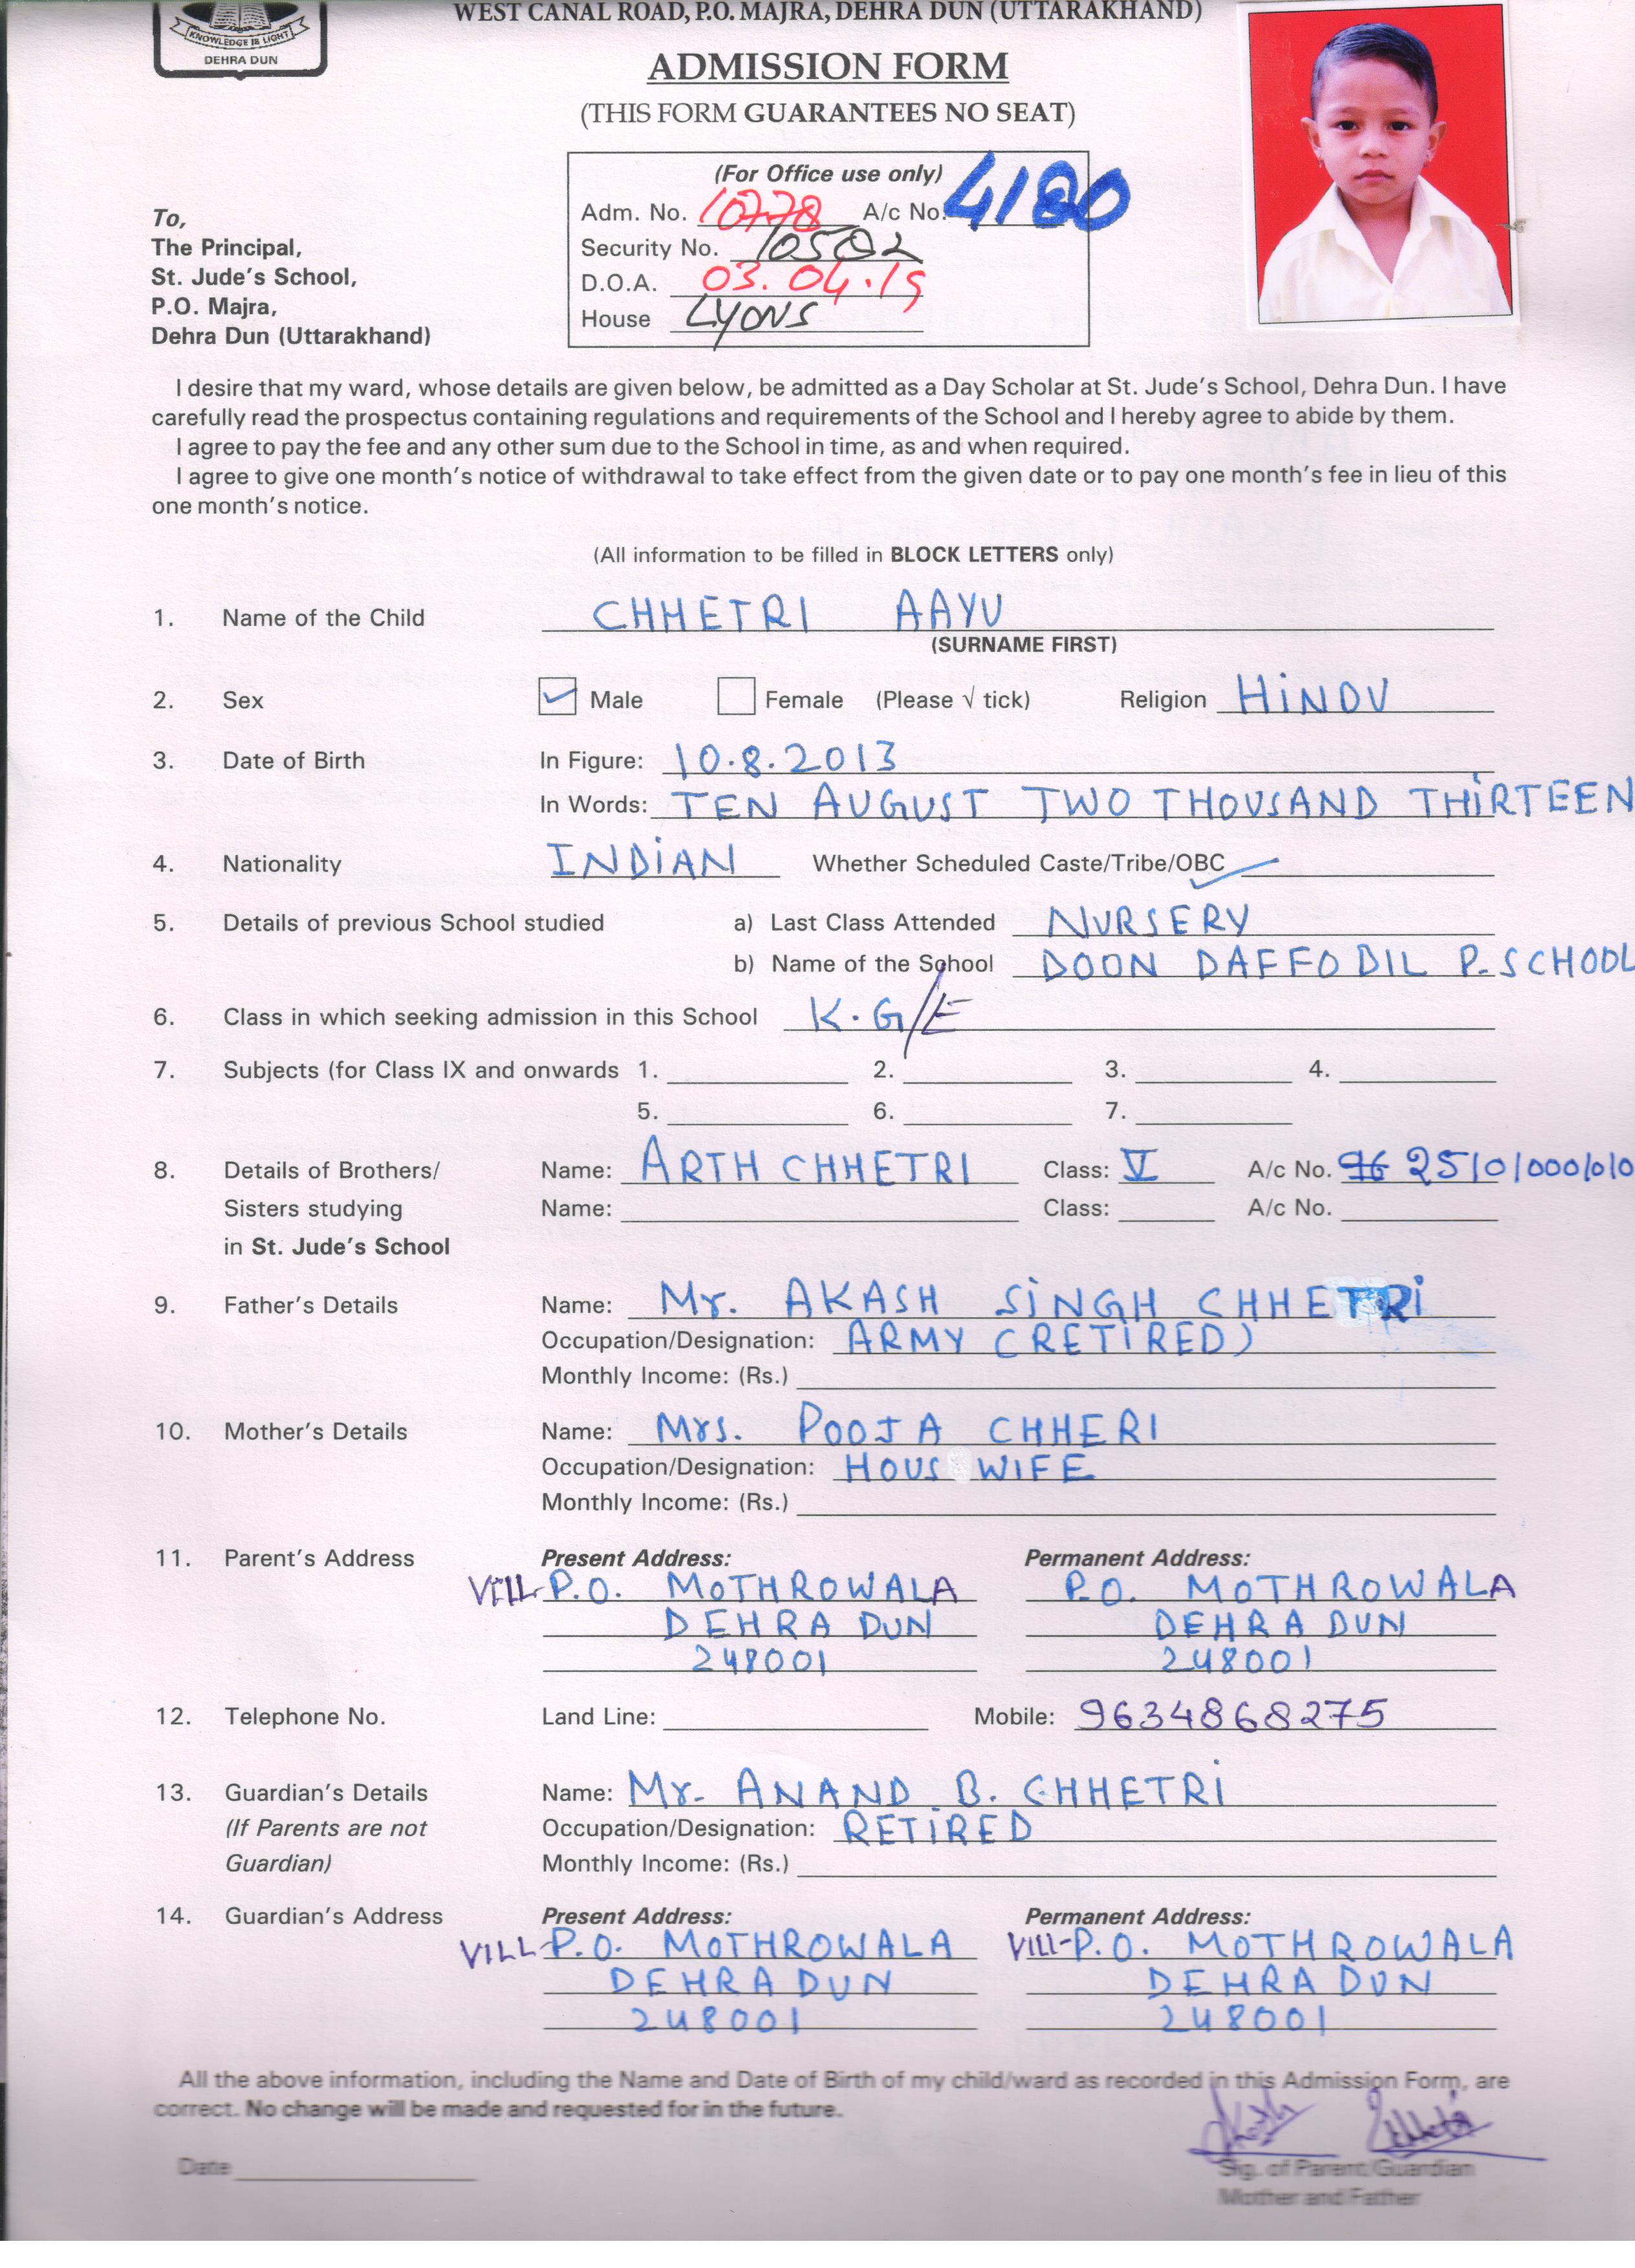 KNOWLEDGE IS LIGHT
DEHRA DUN
WEST CANAL ROAD, P.O. MAJRA, DEHRA DUN (UTTARAKHAND)
ADMISSION FORM
(THIS FORM GUARANTEES NO SEAT)
(For Office use only)
Adm. No. 10778 A/c No. 4180
Security No. 10502
D.O.A. 03.04.19
House LYONS
To,
The Principal,
St. Jude's School,
P.O. Majra,
Dehra Dun (Uttarakhand)
I desire that my ward, whose details are given below, be admitted as a Day Scholar at St. Jude's School, Dehra Dun. I have
carefully read the prospectus containing regulations and requirements of the School and I hereby agree to abide by them.
I agree to pay the fee and any other sum due to the School in time, as and when required.
I agree to give one month's notice of withdrawal to take effect from the given date or to pay one month's fee in lieu of this
one month's notice.
(All information to be filled in BLOCK LETTERS only)
1. Name of the Child CHHETRI AAYU
(SURNAME FIRST)
2. Sex ✓ Male Female (Please √ tick) Religion HiNDU
3. Date of Birth In Figure: 10.8.2013
In Words: TEN AUGUST TWO THOUSAND THiRTEEN
4. Nationality INDiAN Whether Scheduled Caste/Tribe/OBC
5. Details of previous School studied a) Last Class Attended NURSERY
b) Name of the School DOON DAFFODIL P. SCHOOL
6. Class in which seeking admission in this School K.G/E
7. Subjects (for Class IX and onwards 1. 2. 3. 4.
5. 6. 7.
8. Details of Brothers/ Name: ARTH CHHETRI Class: V A/c No. 251010001010
Sisters studying Name: Class: A/c No.
in St. Jude's School
9. Father's Details Name: Mr. AKASH SiNGH CHHETRi
Occupation/Designation: ARMY (RETIRED)
Monthly Income: (Rs.)
10. Mother's Details Name: Mrs. POOJA CHHERI
Occupation/Designation: HOUS WIFE
Monthly Income: (Rs.)
11. Parent's Address Present Address: Permanent Address:
VILL- P.O. MOTHROWALA P.O. MOTHROWALA
DEHRA DUN DEHRA DUN
248001 248001
12. Telephone No. Land Line: Mobile: 9634868275
13. Guardian's Details Name: Mr. ANAND B. CHHETRi
(If Parents are not Occupation/Designation: RETiRED
Guardian) Monthly Income: (Rs.)
14. Guardian's Address Present Address: Permanent Address:
VILL-P.O. MOTHROWALA VILL-P.O. MOTHROWALA
DEHRA DUN DEHRA DUN
248001 248001
All the above information, including the Name and Date of Birth of my child/ward as recorded in this Admission Form, are
correct. No change will be made and requested for in the future.
Date
Sig. of Parent/Guardian
Mother and Father